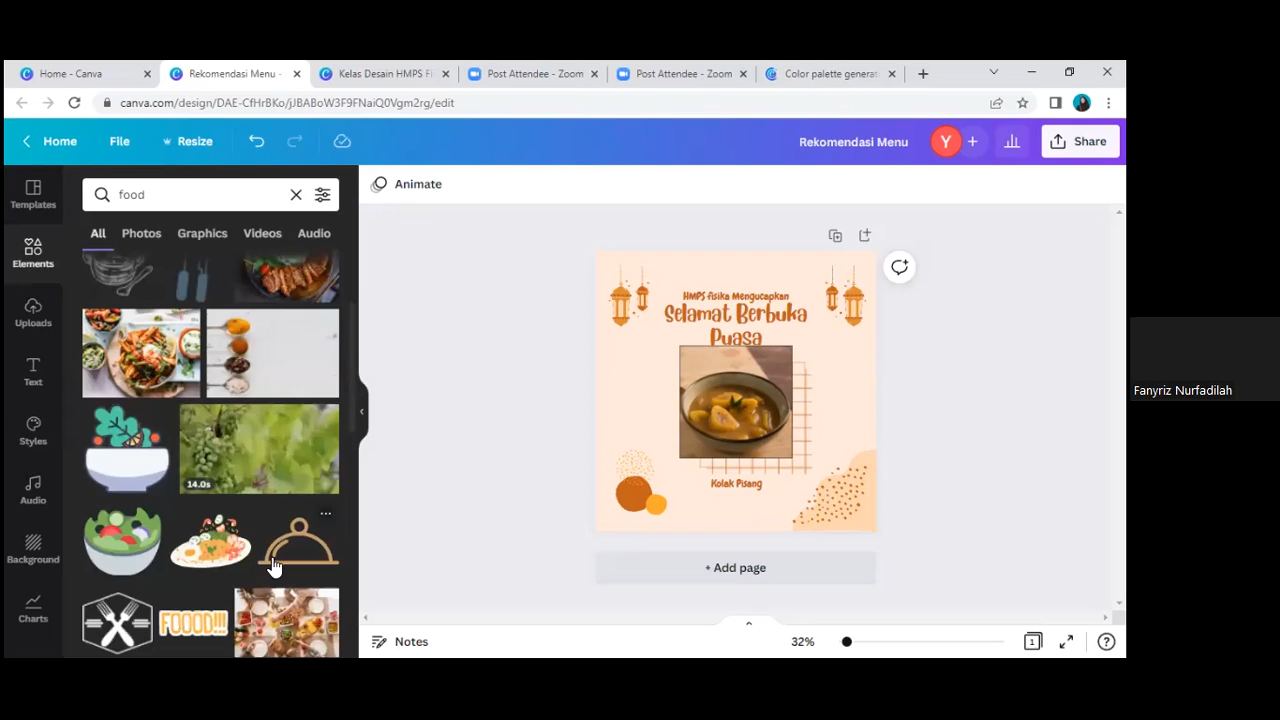 Home - Canva
Rekomendasi Menu -
Kelas Desain HMPS Fi
Post Attendee - Zoom
Post Attendee - Zoom
Color palette generat
canva.com/design/DAE-CfHrBKo/jJBABoW3F9FNaiQ0Vgm2rg/edit
Home
File
Resize
Rekomendasi Menu
Y
Share
Templates
Elements
Uploads
Text
Styles
Audio
Background
Charts
food
All
Photos
Graphics
Videos
Audio
14.0s
FOOOD!!!
Animate
HMPS fisika Mengucapkan
Selamat Berbuka
Puasa
Kolak Pisang
+ Add page
Notes
32%
1
Fanyriz Nurfadilah